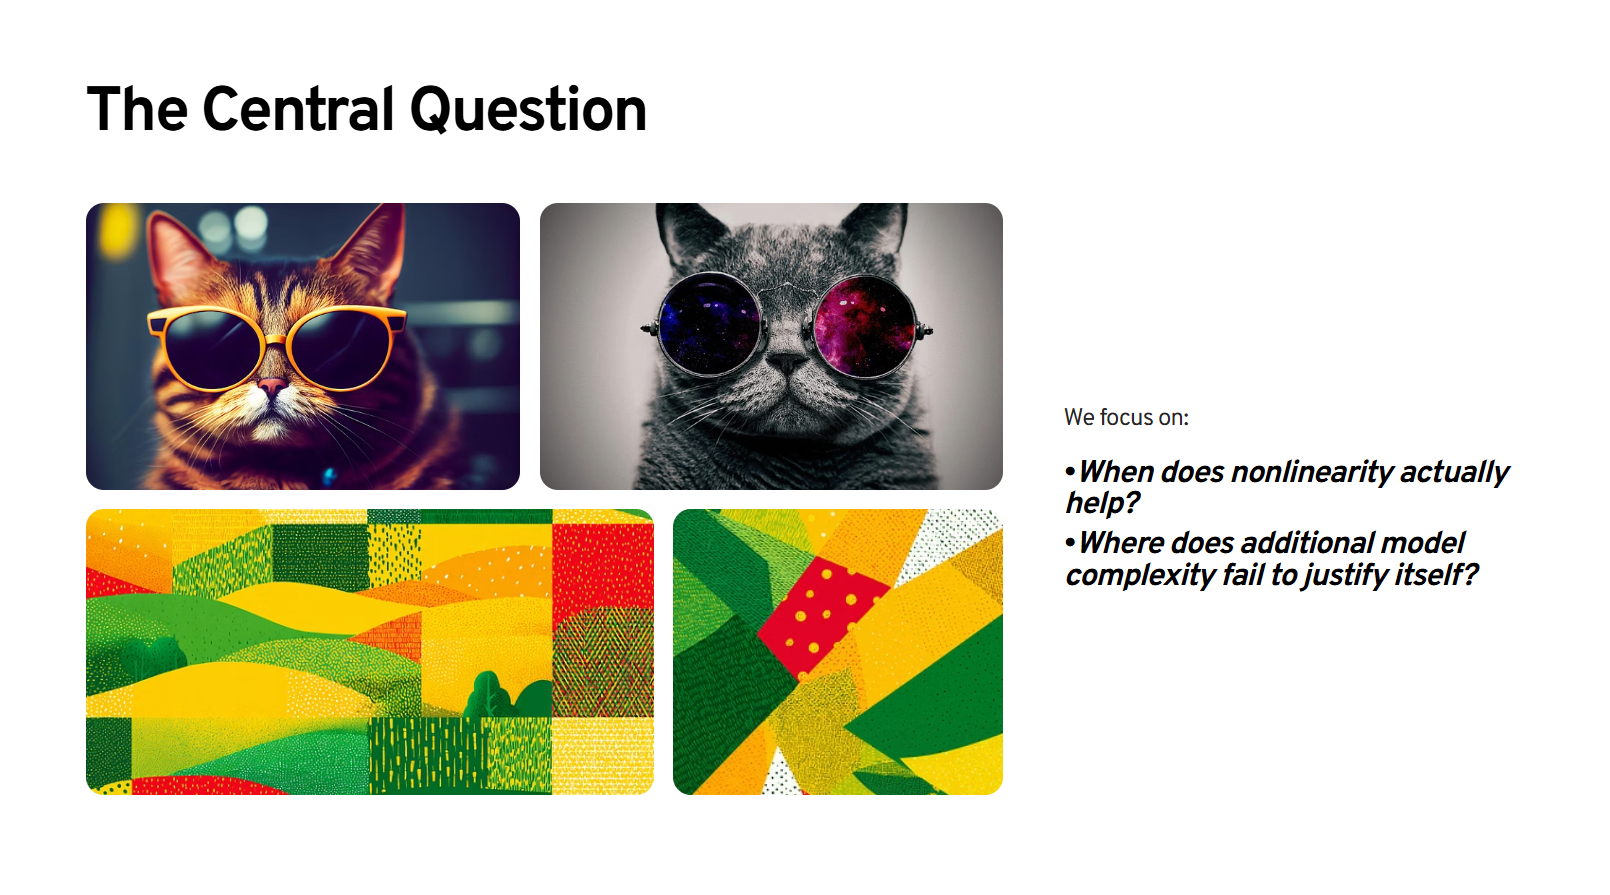 The Central Question
We focus on:
•When does nonlinearity actually
help?
•Where does additional model
complexity fail to justify itself?